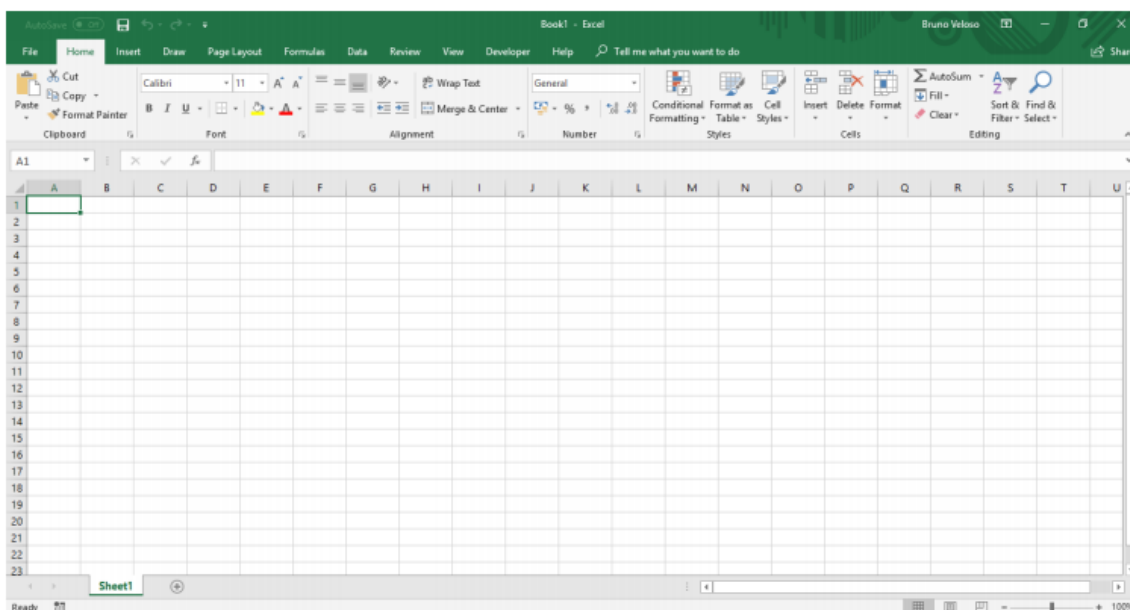 AutoSave Off Book1 - Excel Bruno Veloso
File Home Insert Draw Page Layout Formulas Data Review View Developer Help Tell me what you want to do Shar
Paste Cut Calibri 11 A A Wrap Text General Conditional Format as Cell Insert Delete Format AutoSum Sort & Find &
Copy B I U A Merge & Center % , Formatting Table Styles Fill Filter Select
Format Painter Clear
Clipboard Font Alignment Number Styles Cells Editing
A1 fx
A B C D E F G H I J K L M N O P Q R S T U
1
2
3
4
5
6
7
8
9
10
11
12
13
14
15
16
17
18
19
20
21
22
23
Sheet1
Ready 100%